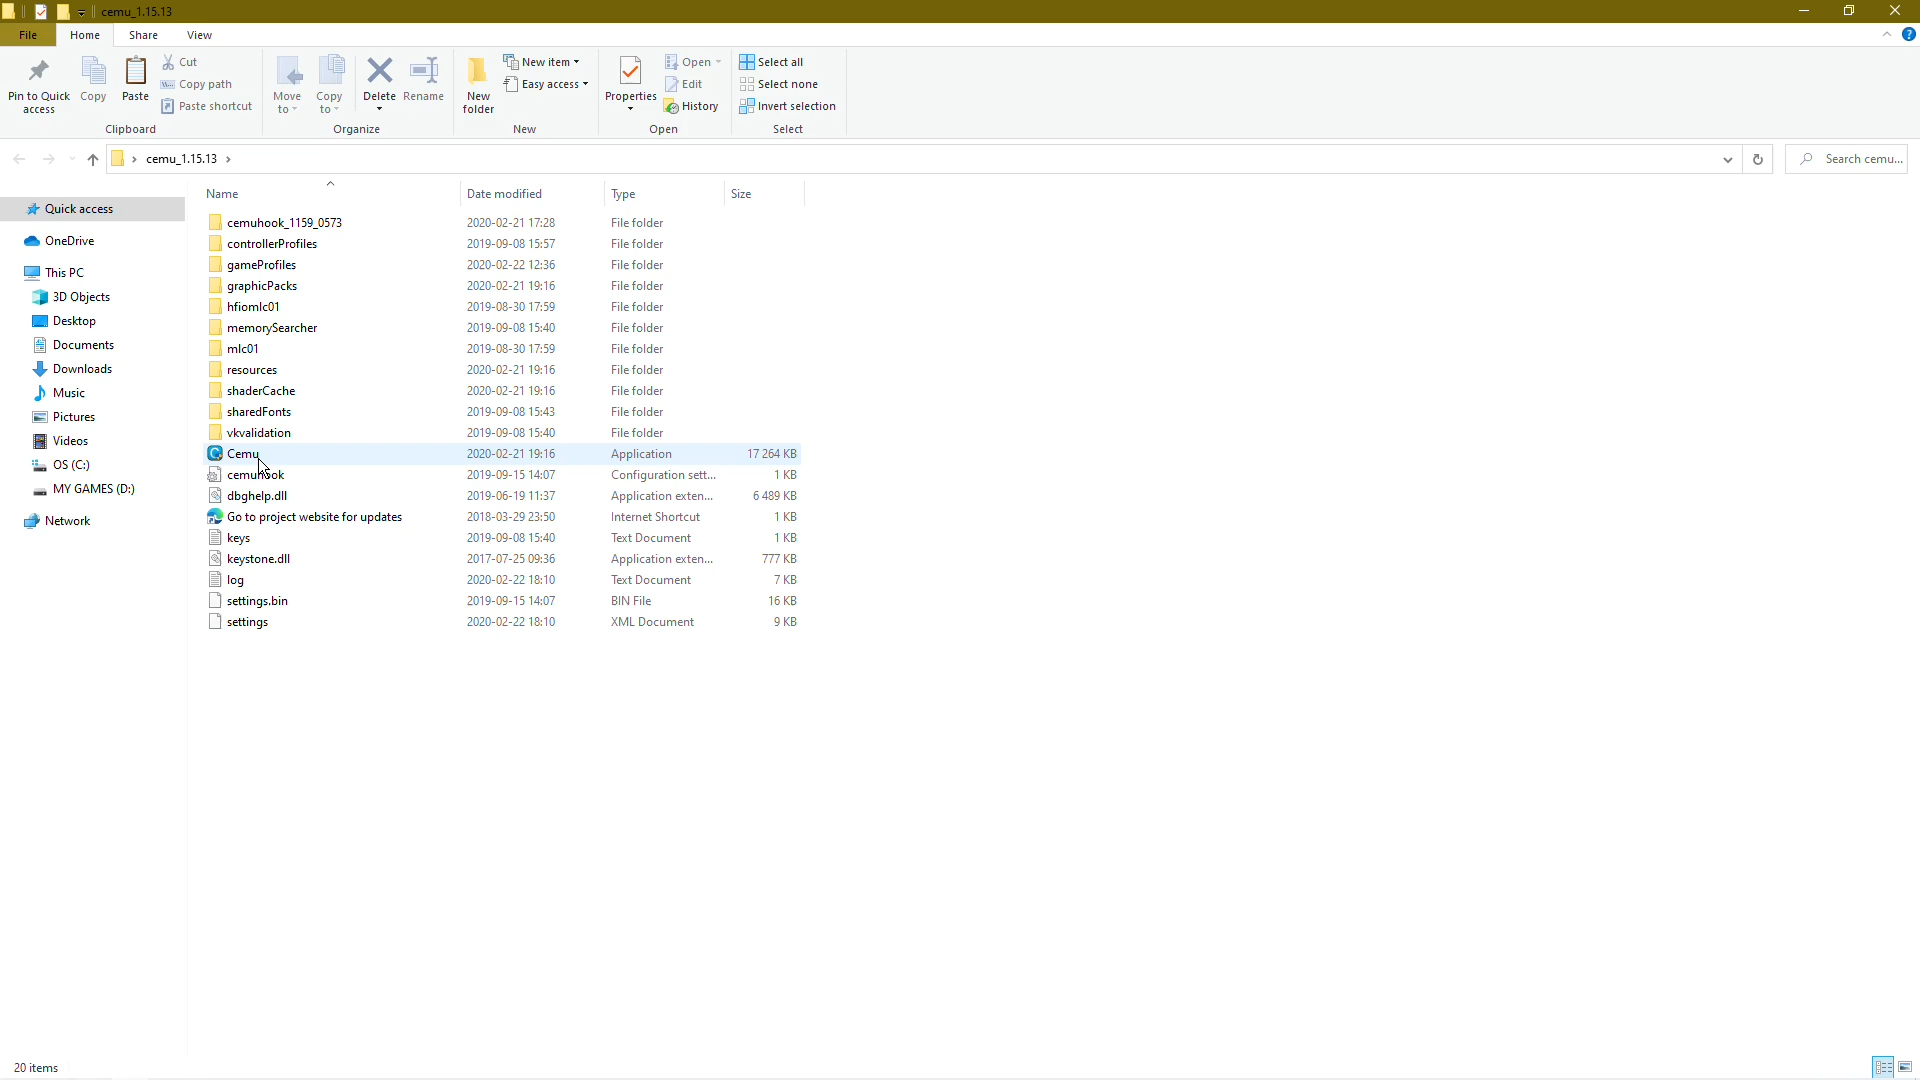 cemu_1.15.13
File Home Share View
Pin to Quick access
Copy
Paste
Cut
Copy path
Paste shortcut
Clipboard
Move to
Copy to
Delete
Rename
Organize
New folder
New item
Easy access
New
Properties
Open
Edit
History
Open
Select all
Select none
Invert selection
Select
cemu_1.15.13
Search cemu...
Quick access
OneDrive
This PC
3D Objects
Desktop
Documents
Downloads
Music
Pictures
Videos
OS (C:)
MY GAMES (D:)
Network
Name Date modified Type Size
cemuhook_1159_0573 2020-02-21 17:28 File folder
controllerProfiles 2019-09-08 15:57 File folder
gameProfiles 2020-02-22 12:36 File folder
graphicPacks 2020-02-21 19:16 File folder
hfiomlc01 2019-08-30 17:59 File folder
memorySearcher 2019-09-08 15:40 File folder
mlc01 2019-08-30 17:59 File folder
resources 2020-02-21 19:16 File folder
shaderCache 2020-02-21 19:16 File folder
sharedFonts 2019-09-08 15:43 File folder
vkvalidation 2019-09-08 15:40 File folder
Cemu 2020-02-21 19:16 Application 17 264 KB
cemuhook 2019-09-15 14:07 Configuration sett... 1 KB
dbghelp.dll 2019-06-19 11:37 Application exten... 6 489 KB
Go to project website for updates 2018-03-29 23:50 Internet Shortcut 1 KB
keys 2019-09-08 15:40 Text Document 1 KB
keystone.dll 2017-07-25 09:36 Application exten... 777 KB
log 2020-02-22 18:10 Text Document 7 KB
settings.bin 2019-09-15 14:07 BIN File 16 KB
settings 2020-02-22 18:10 XML Document 9 KB
20 items